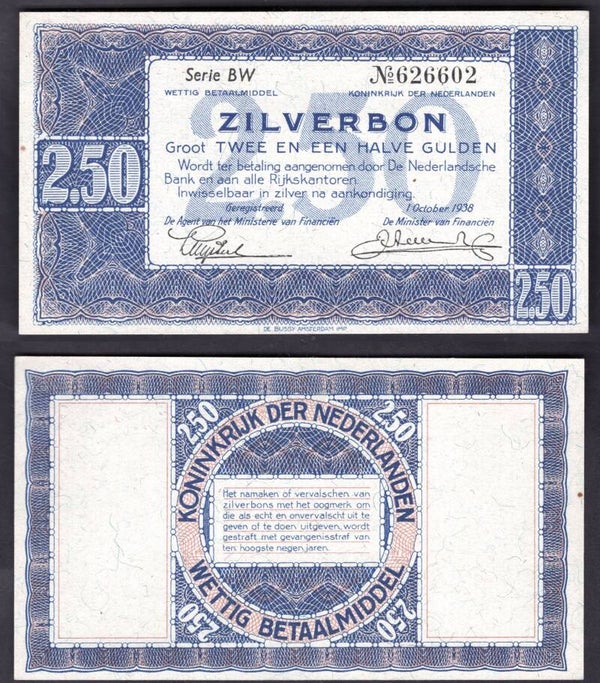 Serie BW
№626602
WETTIG BETAALMIDDEL
KONINKRIJK DER NEDERLANDEN
250
ZILVERBON
Groot TWEE EN EEN HALVE GULDEN
Wordt ter betaling aangenomen door De Nederlandsche
Bank en aan alle Rijkskantoren.
Inwisselbaar in zilver na aankondiging.
Geregistreerd
1 October 1938
De Agent van het Ministerie van Financiën
De Minister van Financiën
2.50
2.50
DE BUSSY AMSTERDAM IMP.
2.50
2.50
KONINKRIJK DER NEDERLANDEN
Het namaken of vervalschen van
zilverbons met het oogmerk om
die als echt en onvervalscht uit te
geven of te doen uitgeven, wordt
gestraft met gevangenisstraf van
ten hoogste negen jaren.
WETTIG BETAALMIDDEL
2.50
2.50